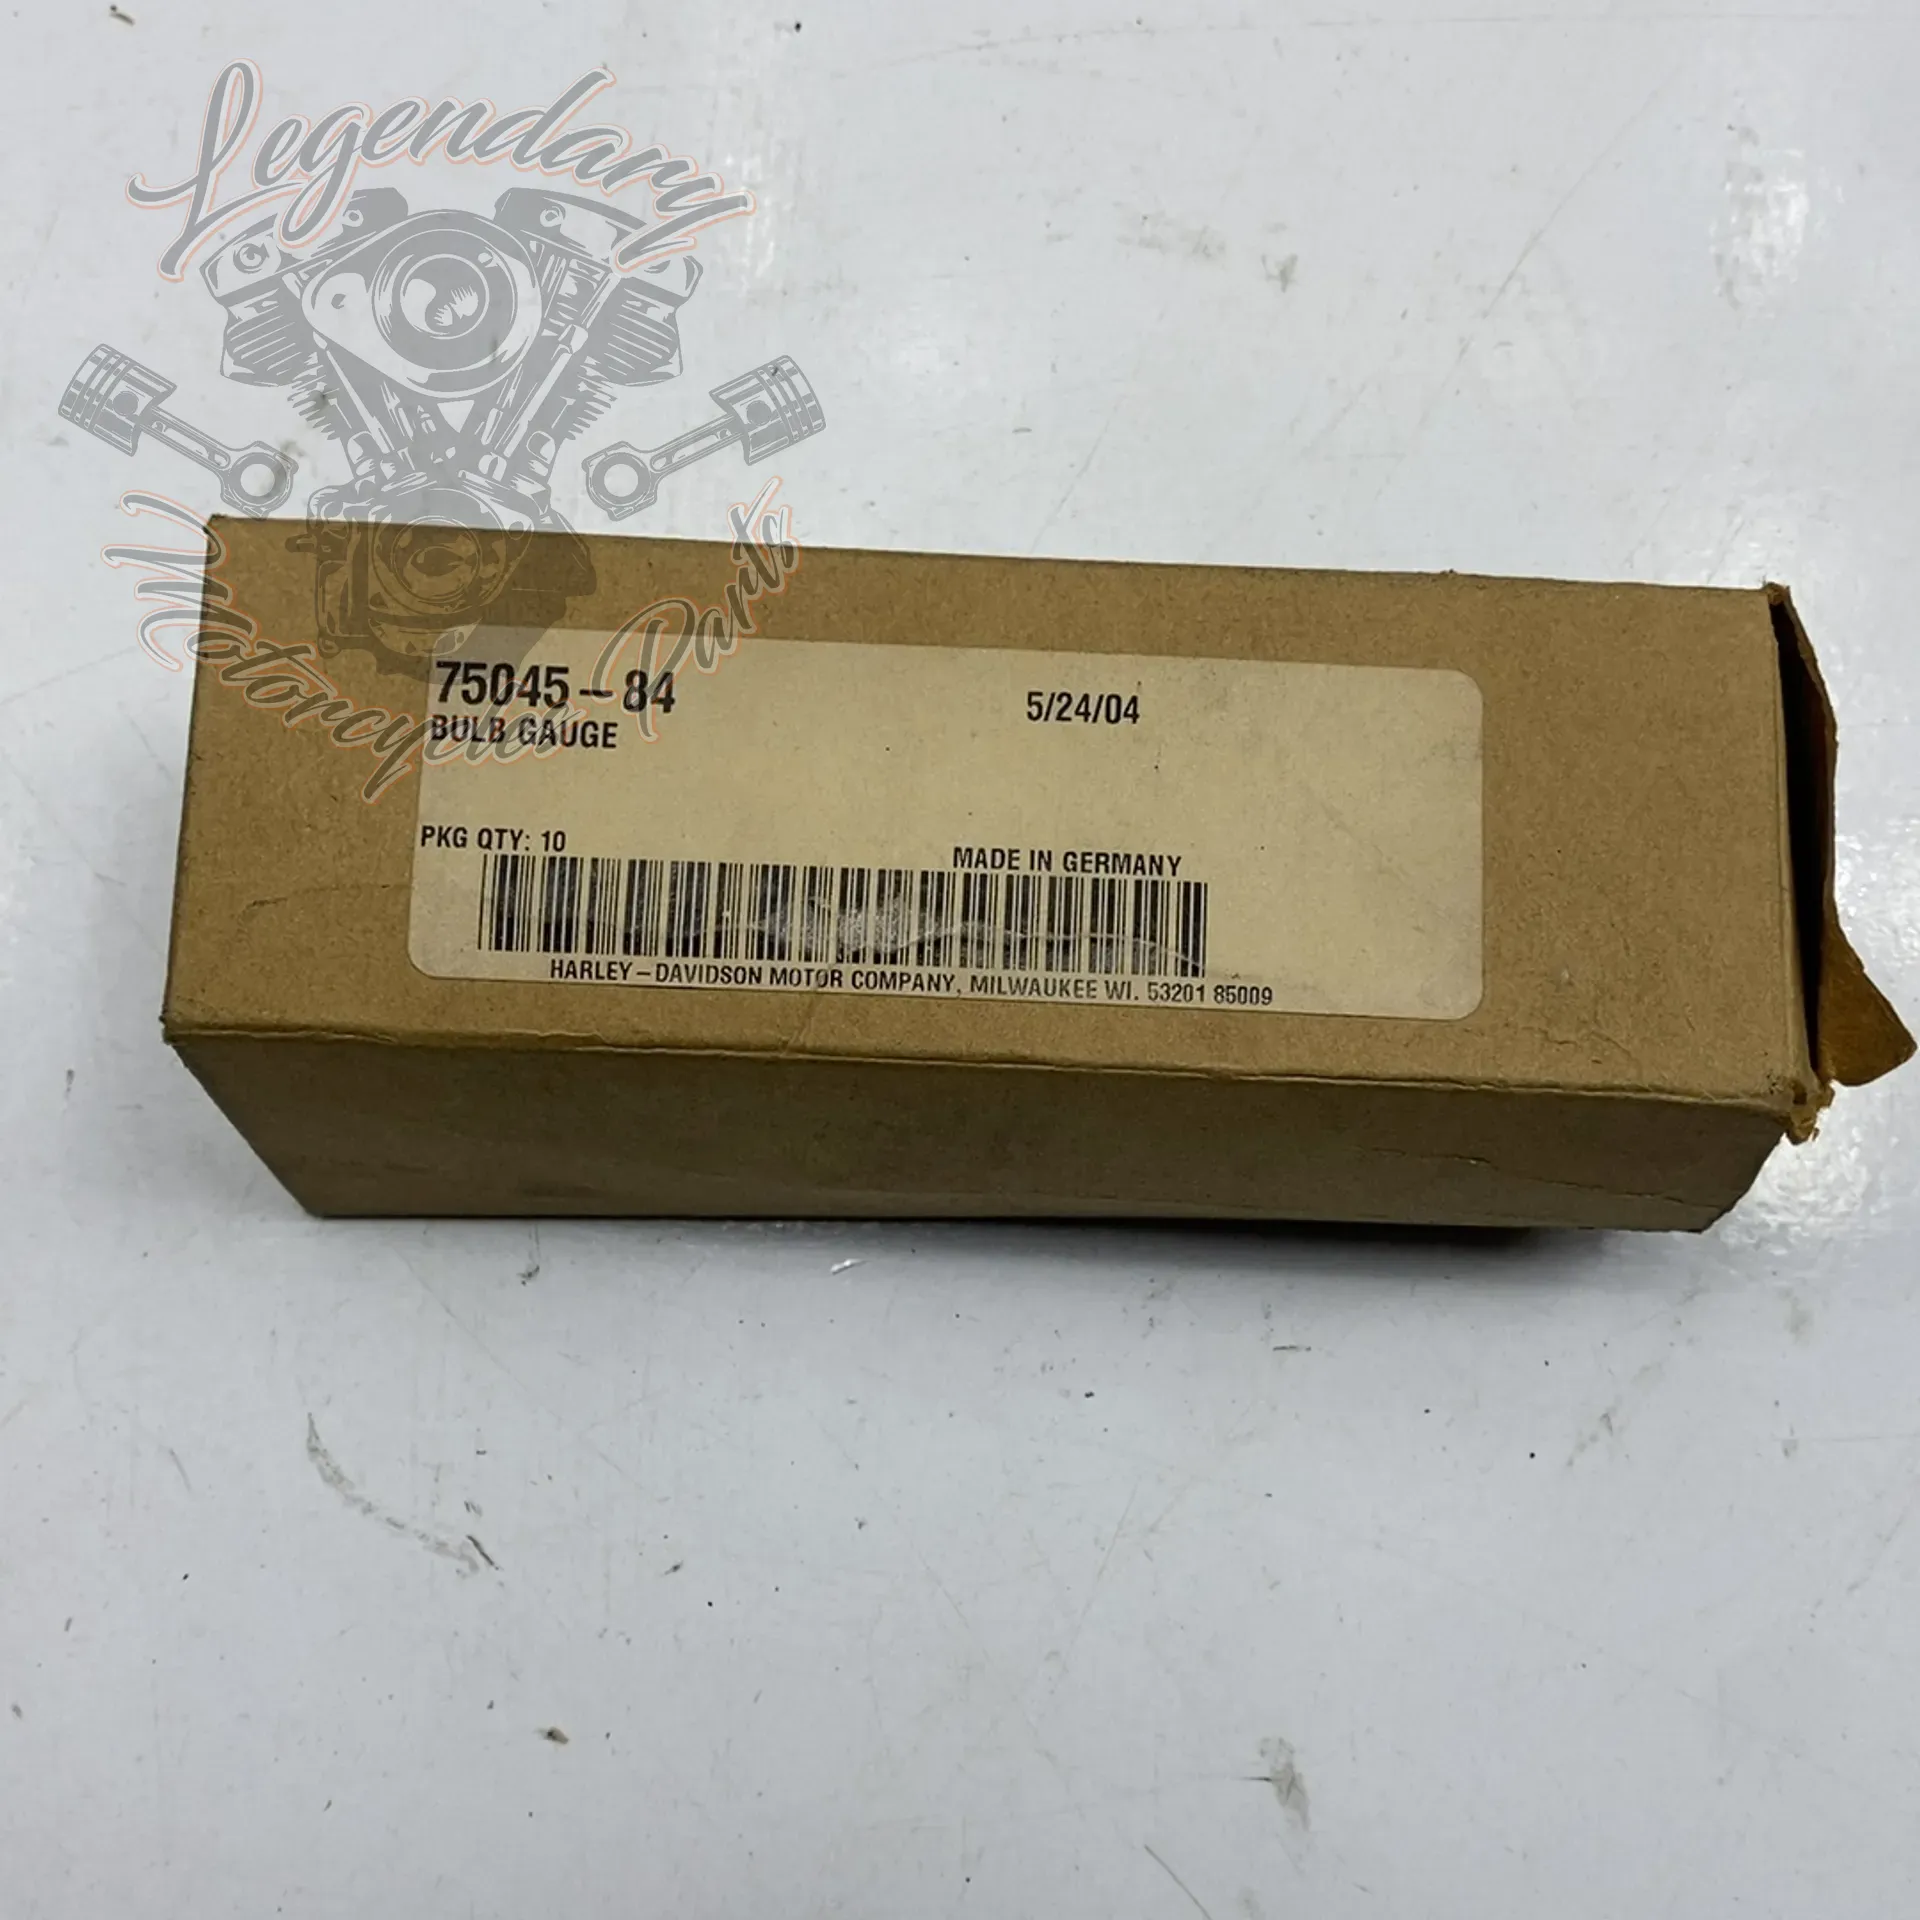 Legendary
Motorcycles Parts
75045-84
5/24/04
BULB GAUGE
PKG QTY: 10
MADE IN GERMANY
HARLEY-DAVIDSON MOTOR COMPANY, MILWAUKEE WI. 53201 85009